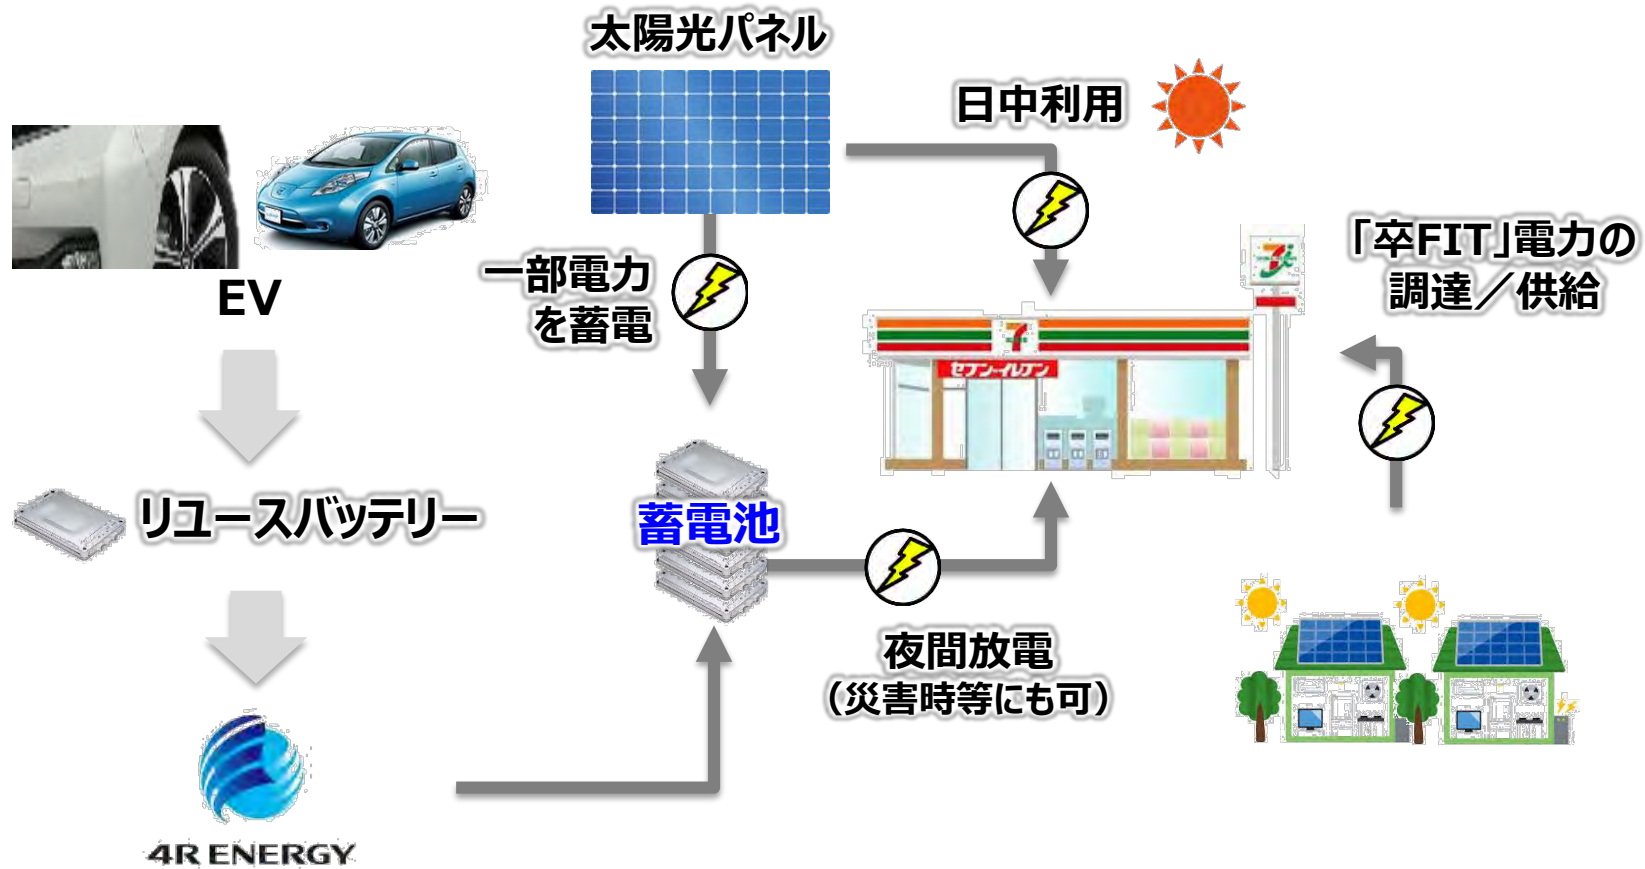 太陽光パネル
日中利用
EV
一部電力
を蓄電
「卒FIT」電力の
調達／供給
セブン-イレブン
リユースバッテリー
蓄電池
夜間放電
（災害時等にも可）
4R ENERGY